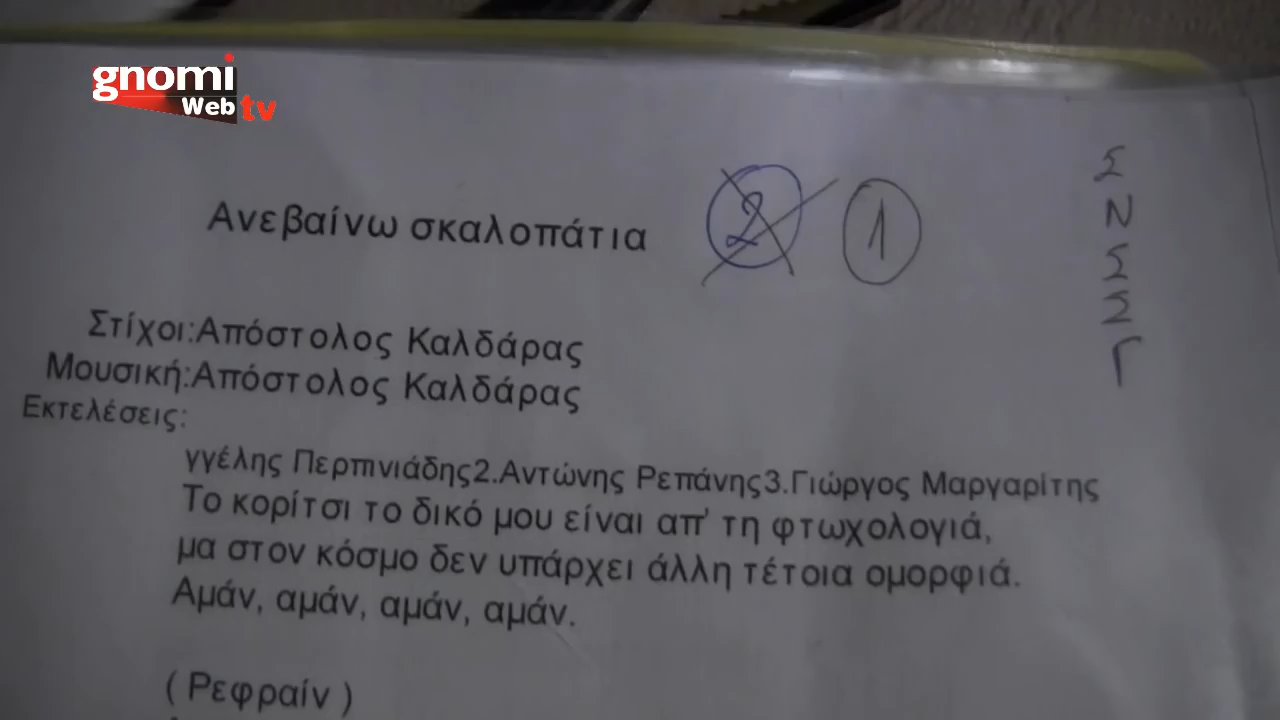 gnomi
Web tv
Ανεβαίνω σκαλοπάτια
2
1
Στίχοι:Απόστολος Καλδάρας
Μουσική:Απόστολος Καλδάρας
Εκτελέσεις:
γγέλης Περπινιάδης2.Αντώνης Ρεπάνης3.Γιώργος Μαργαρίτης
Το κορίτσι το δικό μου είναι απ' τη φτωχολογιά,
μα στον κόσμο δεν υπάρχει άλλη τέτοια ομορφιά.
Αμάν, αμάν, αμάν, αμάν.
( Ρεφραίν )
Σ
Ν
Σ
Σ
Γ